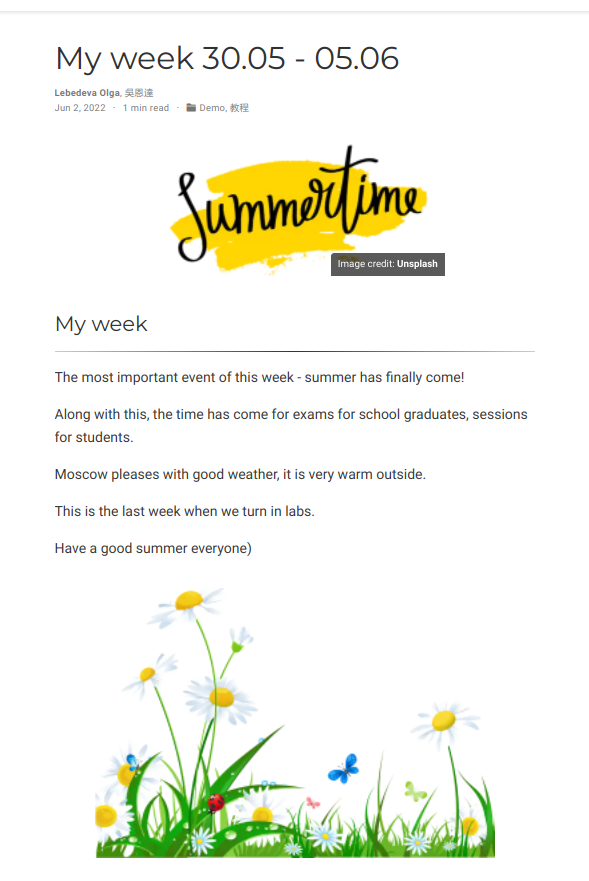 My week 30.05 - 05.06
Lebedeva Olga, 吳恩達
Jun 2, 2022 · 1 min read · Demo, 教程
Summertime
Image credit: Unsplash
My week
The most important event of this week - summer has finally come!
Along with this, the time has come for exams for school graduates, sessions
for students.
Moscow pleases with good weather, it is very warm outside.
This is the last week when we turn in labs.
Have a good summer everyone)